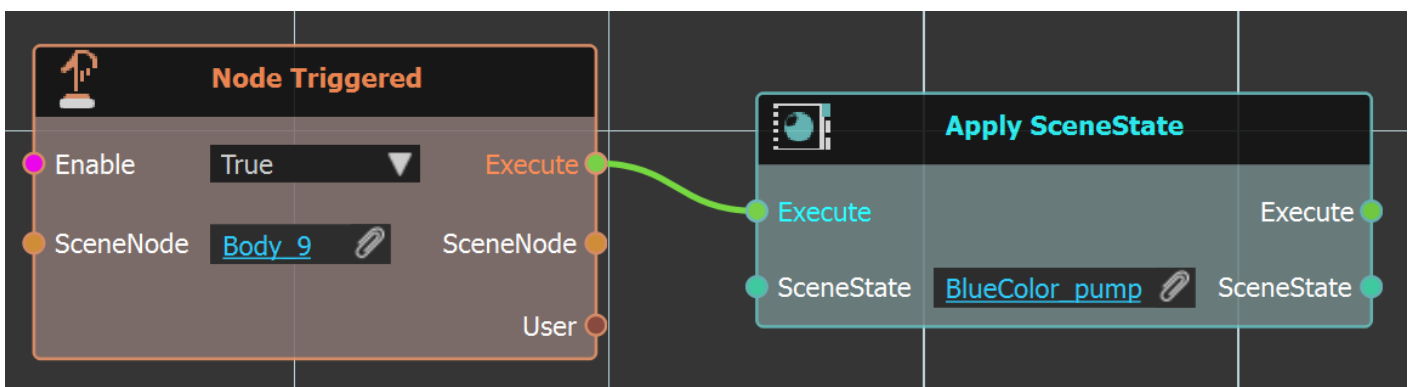 Node Triggered
Enable True Execute
SceneNode Body_9 SceneNode
User
Apply SceneState
Execute Execute
SceneState BlueColor_pump SceneState